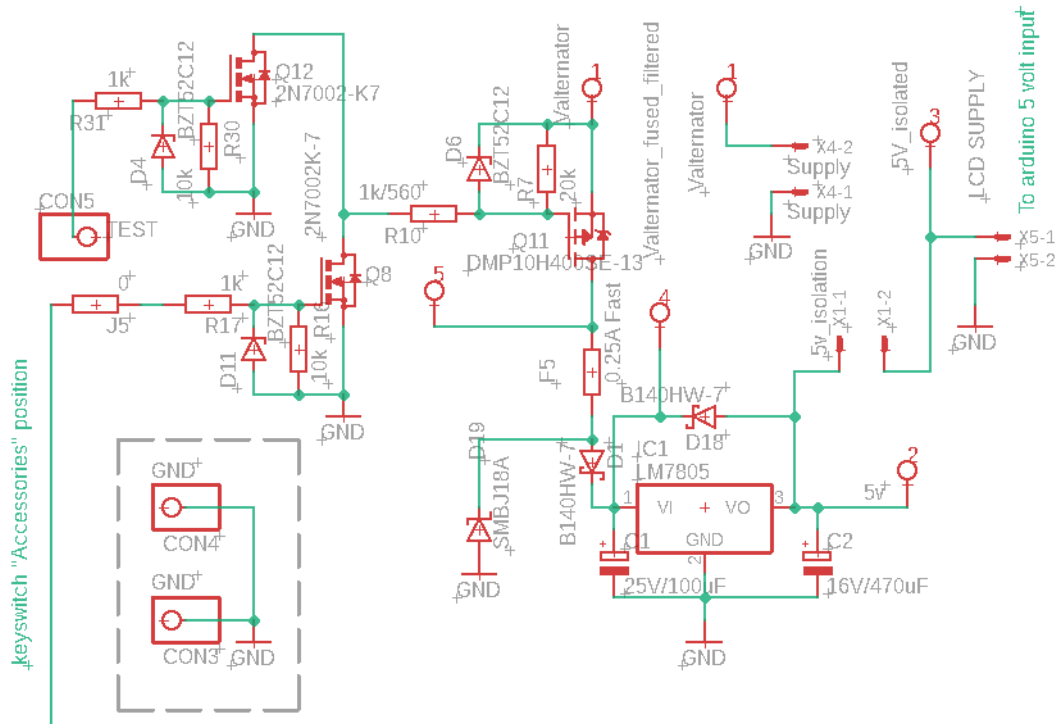 1k
R31
D4
BZT52C12
10k
R30
Q12
2N7002-K7
GND
CON5
TEST
2N7002K-7
0
J5
1k
R17
D11
BZT52C12
R16
10k
Q8
GND
1k/560
R10
D6
BZT52C12
R7
20k
Q11
DMP10H400SE-13
Valternator
1
Valternator_fused_filtered
1
Valternator
X4-2
Supply
X4-1
Supply
GND
5V_isolated
3
LCD SUPPLY
To arduino 5 volt input
X5-1
X5-2
GND
5v_isolation
X1-1
X1-2
5
4
F5
0.25A Fast
B140HW-7
D18
D19
SMBJ18A
GND
D1
B140HW-7
IC1
LM7805
1
VI
VO
3
GND
2
C1
25V/100uF
C2
16V/470uF
5v
2
GND
keyswitch "Accessories" position
GND
CON4
GND
CON3
GND